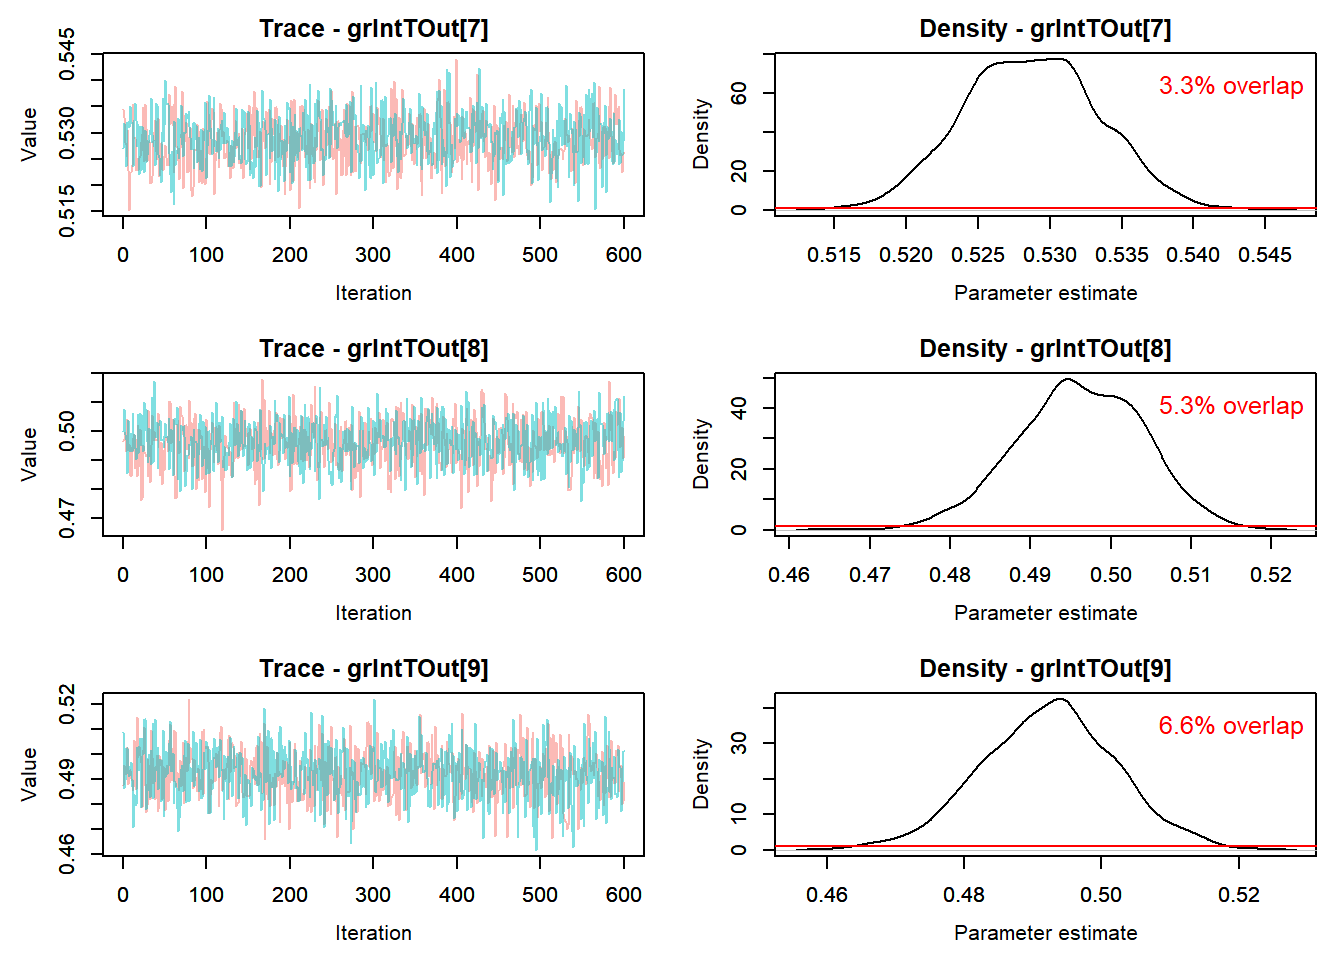 Trace - grIntTOut[7]
Value
0.515 0.530 0.545
0 100 200 300 400 500 600
Iteration
Density - grIntTOut[7]
3.3% overlap
Density
0 20 60
0.515 0.520 0.525 0.530 0.535 0.540 0.545
Parameter estimate
Trace - grIntTOut[8]
Value
0.47 0.50
0 100 200 300 400 500 600
Iteration
Density - grIntTOut[8]
5.3% overlap
Density
0 20 40
0.46 0.47 0.48 0.49 0.50 0.51 0.52
Parameter estimate
Trace - grIntTOut[9]
Value
0.46 0.49 0.52
0 100 200 300 400 500 600
Iteration
Density - grIntTOut[9]
6.6% overlap
Density
0 10 30
0.46 0.48 0.50 0.52
Parameter estimate